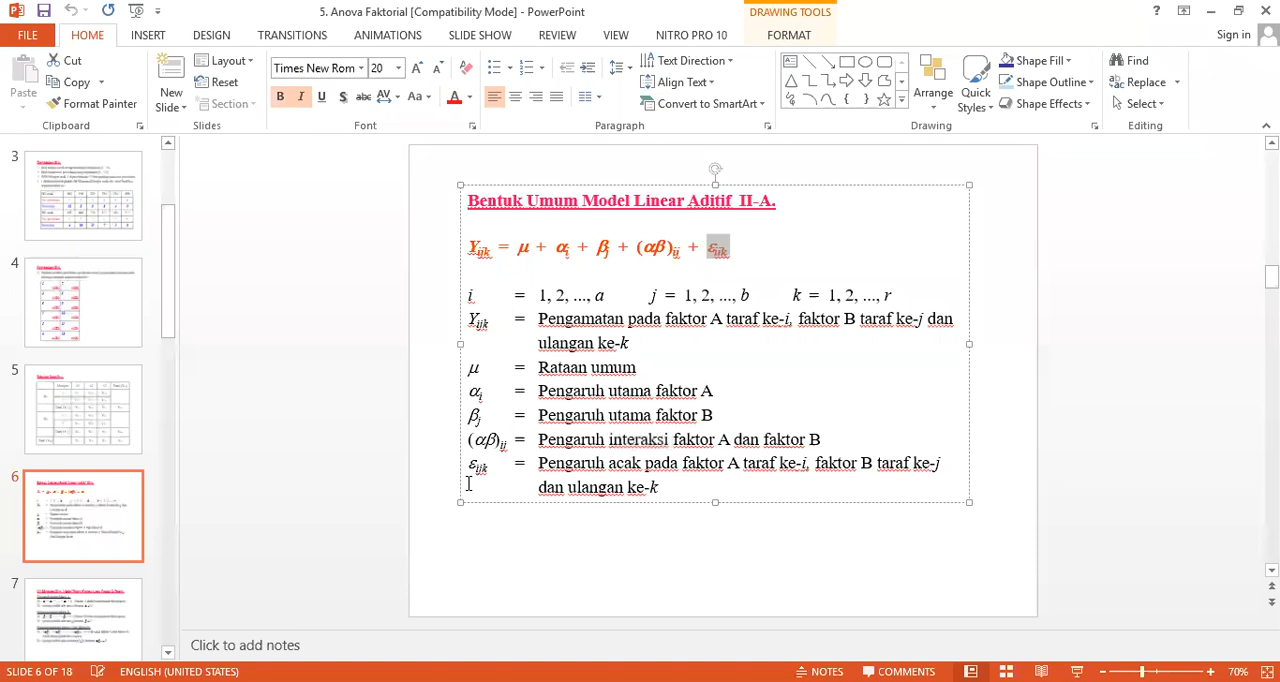 5. Anova Faktorial [Compatibility Mode] - PowerPoint
DRAWING TOOLS
FILE HOME INSERT DESIGN TRANSITIONS ANIMATIONS SLIDE SHOW REVIEW VIEW NITRO PRO 10 FORMAT
Sign in
Paste
Cut
Copy
Format Painter
Clipboard
New Slide
Layout
Reset
Section
Slides
Times New Rom 20
Font
Text Direction
Align Text
Convert to SmartArt
Paragraph
Arrange
Quick Styles
Shape Fill
Shape Outline
Shape Effects
Drawing
Find
Replace
Select
Editing
3
4
5
6
7
Bentuk Umum Model Linear Aditif II-A.
Yijk = μ + αi + βj + (αβ)ij + εijk
i = 1, 2, ..., a j = 1, 2, ..., b k = 1, 2, ..., r
Yijk = Pengamatan pada faktor A taraf ke-i, faktor B taraf ke-j dan
ulangan ke-k
μ = Rataan umum
αi = Pengaruh utama faktor A
βj = Pengaruh utama faktor B
(αβ)ij = Pengaruh interaksi faktor A dan faktor B
εijk = Pengaruh acak pada faktor A taraf ke-i, faktor B taraf ke-j
dan ulangan ke-k
Click to add notes
SLIDE 6 OF 18 ENGLISH (UNITED STATES) NOTES COMMENTS 70%